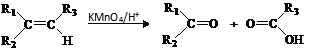 R₁ R₃ KMnO₄/H⁺ R₁ R₃
C=O + O
R₂ H R₂ OH